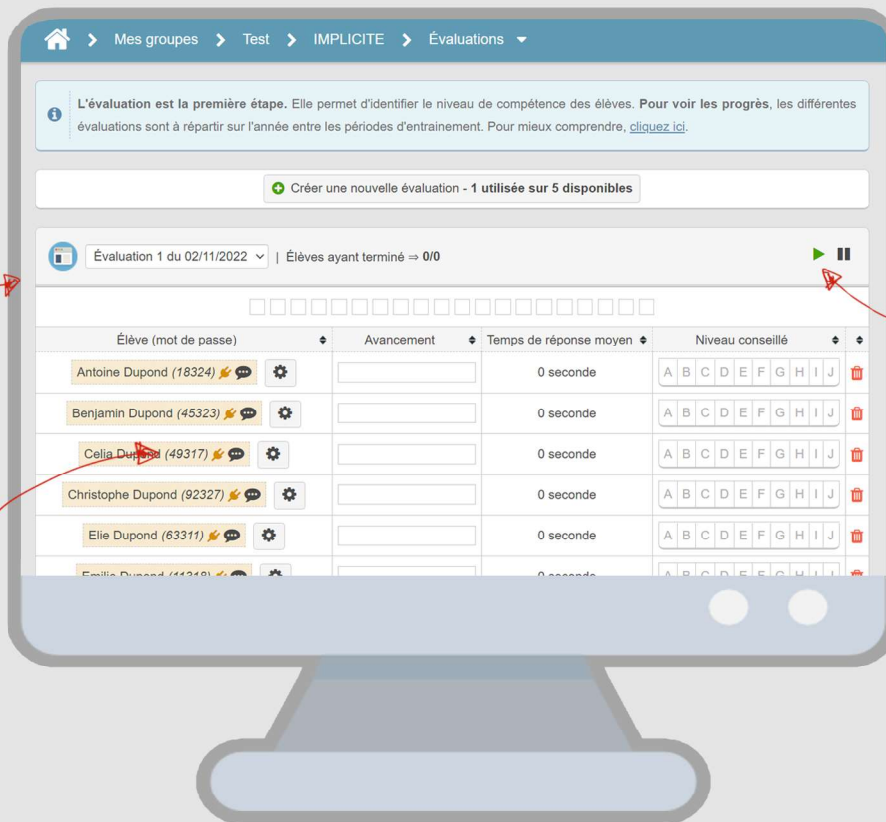 Mes groupes Test IMPLICITE Évaluations
L'évaluation est la première étape. Elle permet d'identifier le niveau de compétence des élèves. Pour voir les progrès, les différentes
évaluations sont à répartir sur l'année entre les périodes d'entrainement. Pour mieux comprendre, cliquez ici.
Créer une nouvelle évaluation - 1 utilisée sur 5 disponibles
Évaluation 1 du 02/11/2022 | Élèves ayant terminé ⇒ 0/0
Élève (mot de passe) Avancement Temps de réponse moyen Niveau conseillé
Antoine Dupond (18324) 0 seconde A B C D E F G H I J
Benjamin Dupond (45323) 0 seconde A B C D E F G H I J
Celia Dupond (49317) 0 seconde A B C D E F G H I J
Christophe Dupond (92327) 0 seconde A B C D E F G H I J
Elie Dupond (63311) 0 seconde A B C D E F G H I J
Emilie Dupond (11318) 0 seconde A B C D E F G H I J